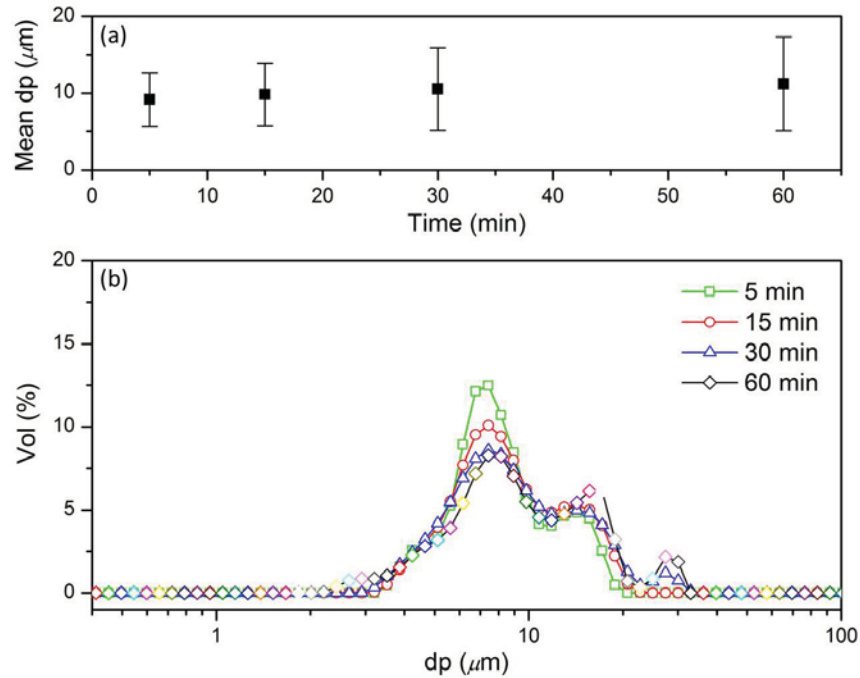 (a)
Mean dp (μm)
20
10
0
0 10 20 30 40 50 60
Time (min)
(b)
Vol (%)
20
15
10
5
0
5 min
15 min
30 min
60 min
1 10 100
dp (μm)